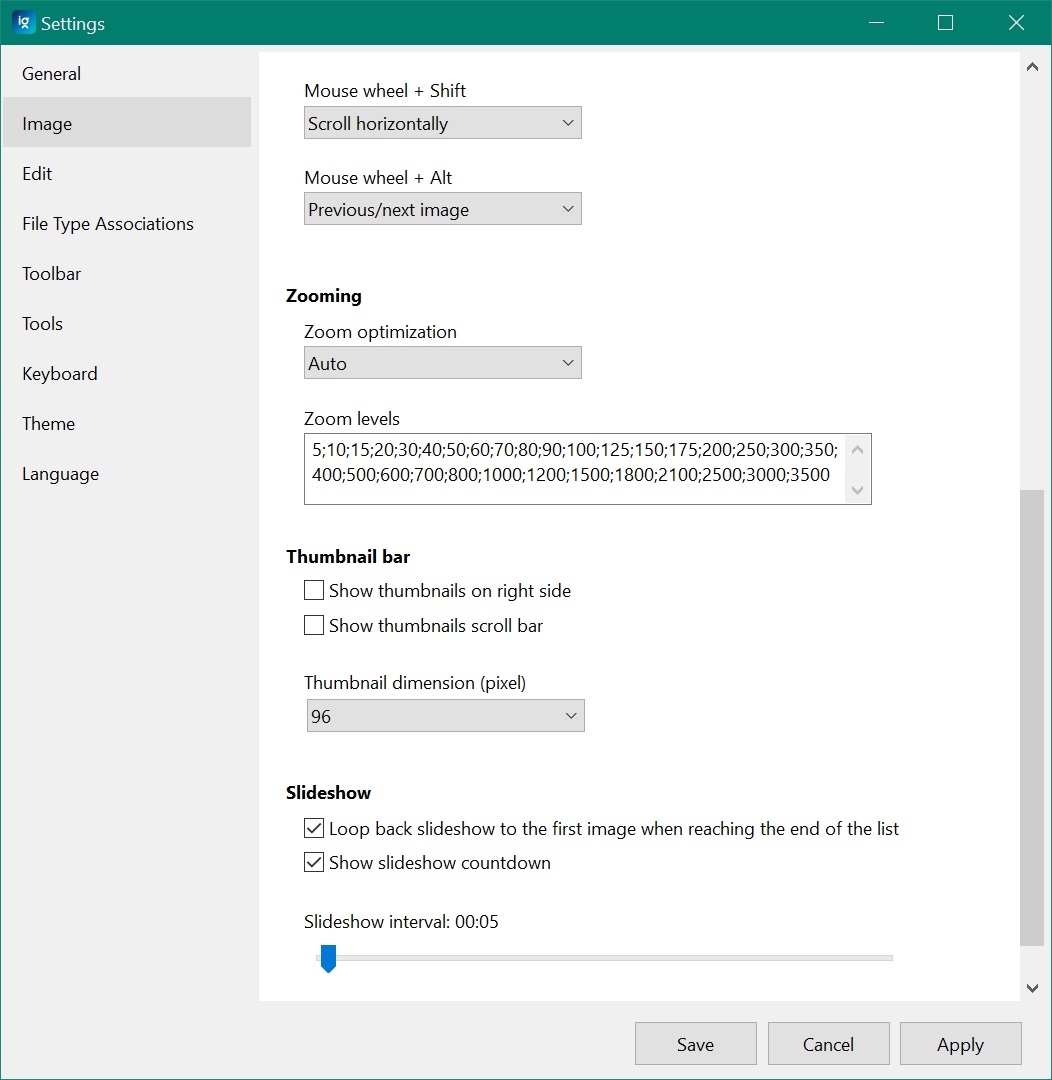 ig
Settings
General
Image
Edit
File Type Associations
Toolbar
Tools
Keyboard
Theme
Language
Mouse wheel + Shift
Scroll horizontally
Mouse wheel + Alt
Previous/next image
Zooming
Zoom optimization
Auto
Zoom levels
5;10;15;20;30;40;50;60;70;80;90;100;125;150;175;200;250;300;350;
400;500;600;700;800;1000;1200;1500;1800;2100;2500;3000;3500
Thumbnail bar
Show thumbnails on right side
Show thumbnails scroll bar
Thumbnail dimension (pixel)
96
Slideshow
Loop back slideshow to the first image when reaching the end of the list
Show slideshow countdown
Slideshow interval: 00:05
Save
Cancel
Apply